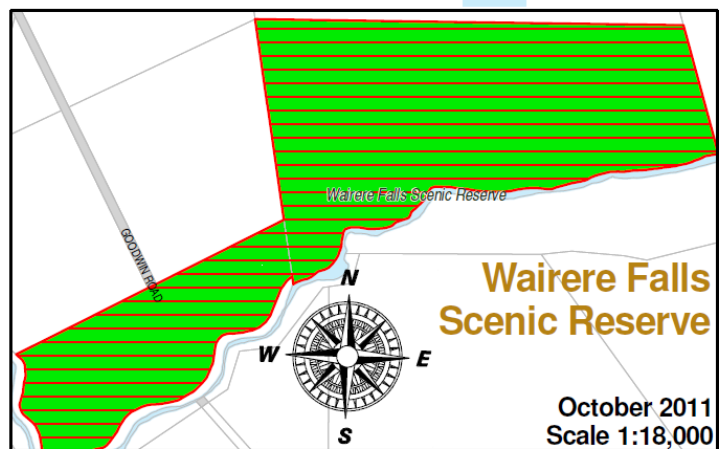 Wairere Falls Scenic Reserve
GOODWIN ROAD
Wairere Falls
Scenic Reserve
N
W
E
S
October 2011
Scale 1:18,000